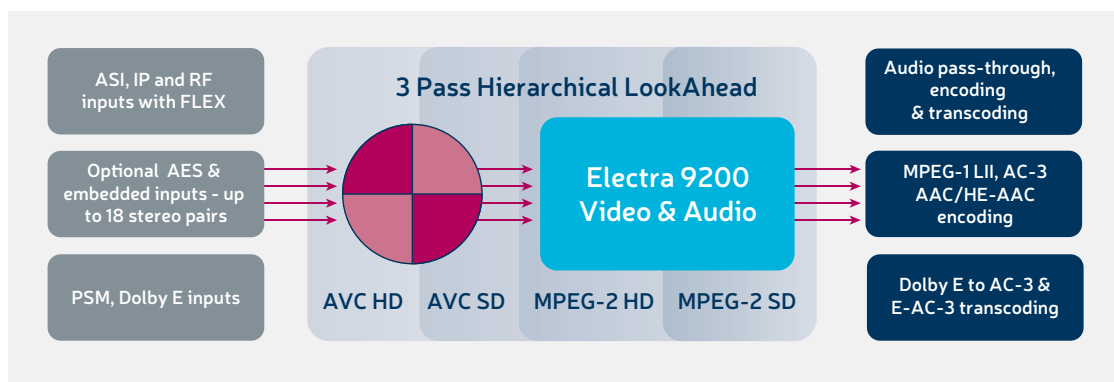 ASI, IP and RF
inputs with FLEX
Optional AES &
embedded inputs - up
to 18 stereo pairs
PSM, Dolby E inputs
3 Pass Hierarchical LookAhead
Electra 9200
Video & Audio
AVC HD
AVC SD
MPEG-2 HD
MPEG-2 SD
Audio pass-through,
encoding
& transcoding
MPEG-1 LII, AC-3
AAC/HE-AAC
encoding
Dolby E to AC-3 &
E-AC-3 transcoding